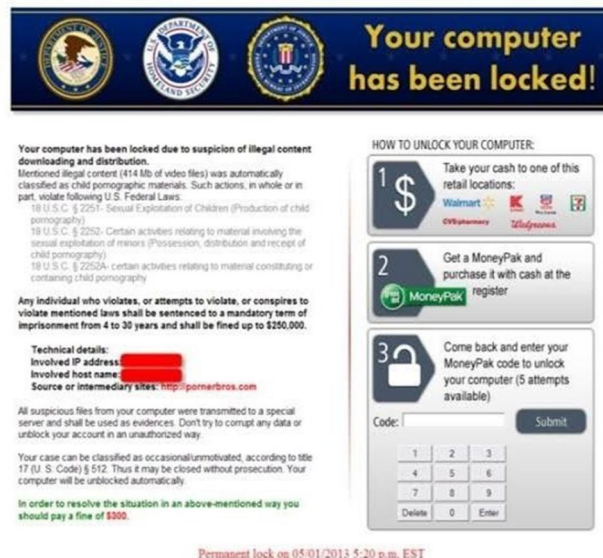 Your computer
has been locked!
Your computer has been locked due to suspicion of illegal content
downloading and distribution.
Mentioned illegal content (414 Mb of video files) was automatically
classified as child pornographic materials. Such actions, in whole or in
part, violate following U.S. Federal Laws:
18 U.S.C. § 2251- Sexual Exploitation of Children (Production of child
pornography)
18 U.S.C. § 2252- Certain activities relating to material involving the
sexual exploitation of minors (Possession, distribution and receipt of
child pornography)
18 U.S.C. § 2252A- certain activities relating to material constituting or
containing child pornography
Any individual who violates, or attempts to violate, or conspires to
violate mentioned laws shall be sentenced to a mandatory term of
imprisonment from 4 to 30 years and shall be fined up to $250,000.
Technical details:
Involved IP address:
Involved host name:
Source or intermediary sites: http://pornerbros.com
All suspicious files from your computer were transmitted to a special
server and shall be used as evidences. Don't try to corrupt any data or
unblock your account in an unauthorized way.
Your case can be classified as occasional/unmotivated, according to title
17 (U. S. Code) § 512. Thus it may be closed without prosecution. Your
computer will be unblocked automatically.
In order to resolve the situation in an above-mentioned way you
should pay a fine of $300.
HOW TO UNLOCK YOUR COMPUTER:
1
$
Take your cash to one of this
retail locations:
Walmart
CVS/pharmacy Walgreens
2
Get a MoneyPak and
purchase it with cash at the
register
MoneyPak
3
Come back and enter your
MoneyPak code to unlock
your computer (5 attempts
available)
Code: Submit
1 2 3
4 5 6
7 8 9
Delete 0 Enter
Permanent lock on 05/01/2013 5:20 p.m. EST